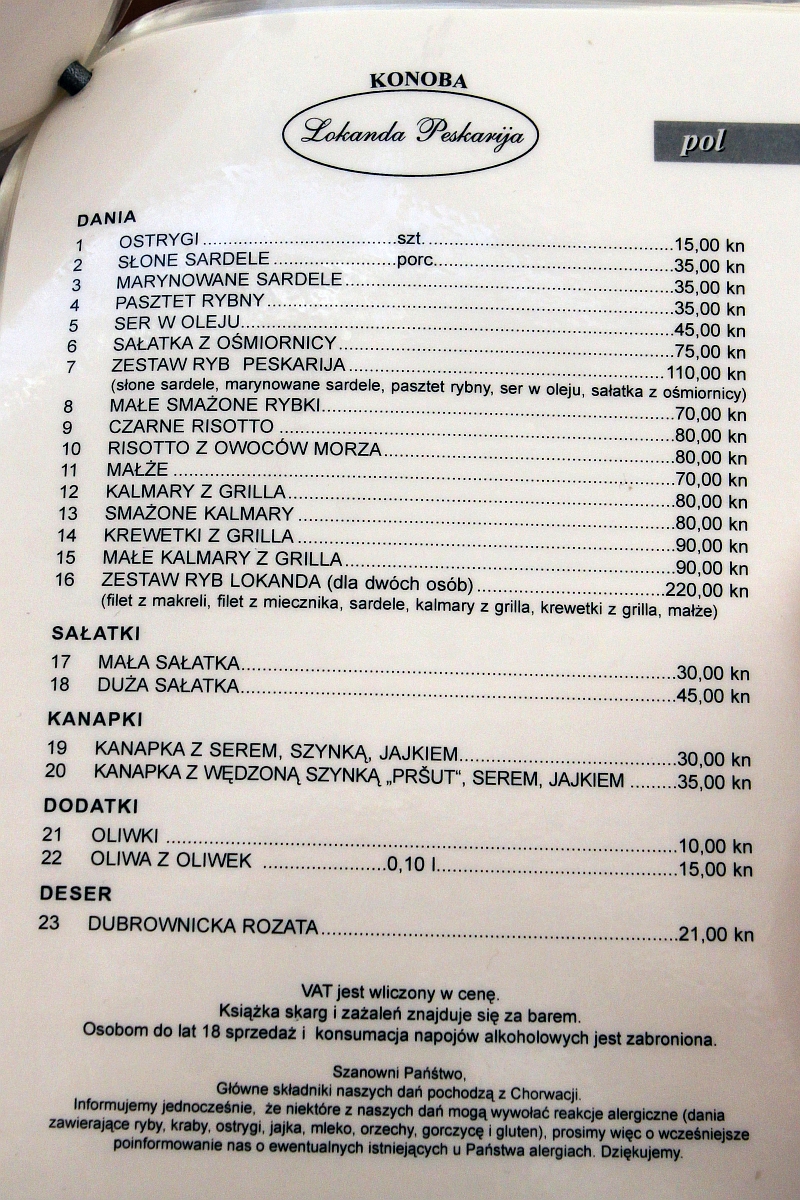 KONOBA
Lokanda Peskarija
pol
DANIA
1 OSTRYGI ................................szt. ..........................................15,00 kn
2 SŁONE SARDELE ....................porc..........................................35,00 kn
3 MARYNOWANE SARDELE........................................................35,00 kn
4 PASZTET RYBNY......................................................................35,00 kn
5 SER W OLEJU..........................................................................45,00 kn
6 SAŁATKA Z OŚMIORNICY.........................................................75,00 kn
7 ZESTAW RYB PESKARIJA......................................................110,00 kn
(słone sardele, marynowane sardele, pasztet rybny, ser w oleju, sałatka z ośmiornicy)
8 MAŁE SMAŻONE RYBKI............................................................70,00 kn
9 CZARNE RISOTTO ...................................................................80,00 kn
10 RISOTTO Z OWOCÓW MORZA..................................................80,00 kn
11 MAŁŻE ....................................................................................70,00 kn
12 KALMARY Z GRILLA..................................................................80,00 kn
13 SMAŻONE KALMARY ................................................................80,00 kn
14 KREWETKI Z GRILLA ................................................................90,00 kn
15 MAŁE KALMARY Z GRILLA.........................................................90,00 kn
16 ZESTAW RYB LOKANDA (dla dwóch osób) ................................220,00 kn
(filet z makreli, filet z miecznika, sardele, kalmary z grilla, krewetki z grilla, małże)
SAŁATKI
17 MAŁA SAŁATKA.........................................................................30,00 kn
18 DUŻA SAŁATKA.........................................................................45,00 kn
KANAPKI
19 KANAPKA Z SEREM, SZYNKĄ, JAJKIEM.....................................30,00 kn
20 KANAPKA Z WĘDZONĄ SZYNKĄ „PRŠUT“, SEREM, JAJKIEM ........35,00 kn
DODATKI
21 OLIWKI .....................................................................................10,00 kn
22 OLIWA Z OLIWEK .....................0,10 l.........................................15,00 kn
DESER
23 DUBROWNICKA ROZATA............................................................21,00 kn
VAT jest wliczony w cenę.
Książka skarg i zażaleń znajduje się za barem.
Osobom do lat 18 sprzedaż i konsumacja napojów alkoholowych jest zabroniona.
Szanowni Pańśtwo,
Główne składniki naszych dań pochodzą z Chorwacji.
Informujemy jednocześnie, że niektóre z naszych dań mogą wywołać reakcje alergiczne (dania
zawierające ryby, kraby, ostrygi, jajka, mleko, orzechy, gorczycę i gluten), prosimy więc o wcześniejsze
poinformowanie nas o ewentualnych istniejących u Państwa alergiach. Dziękujemy.